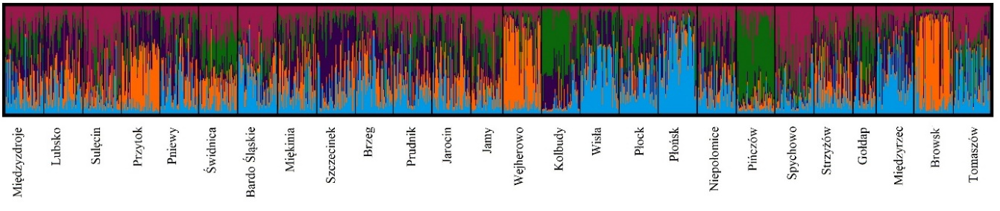 Międzyzdroje
Lubsko
Sulęcin
Przytok
Pniewy
Świdnica
Bardo Śląskie
Miękinia
Szczecinek
Brzeg
Prudnik
Jarocin
Jamy
Wejherowo
Kolbudy
Wisła
Płock
Płońsk
Niepołomice
Pińczów
Spychowo
Strzyżów
Gołdap
Międzyrzec
Browsk
Tomaszów